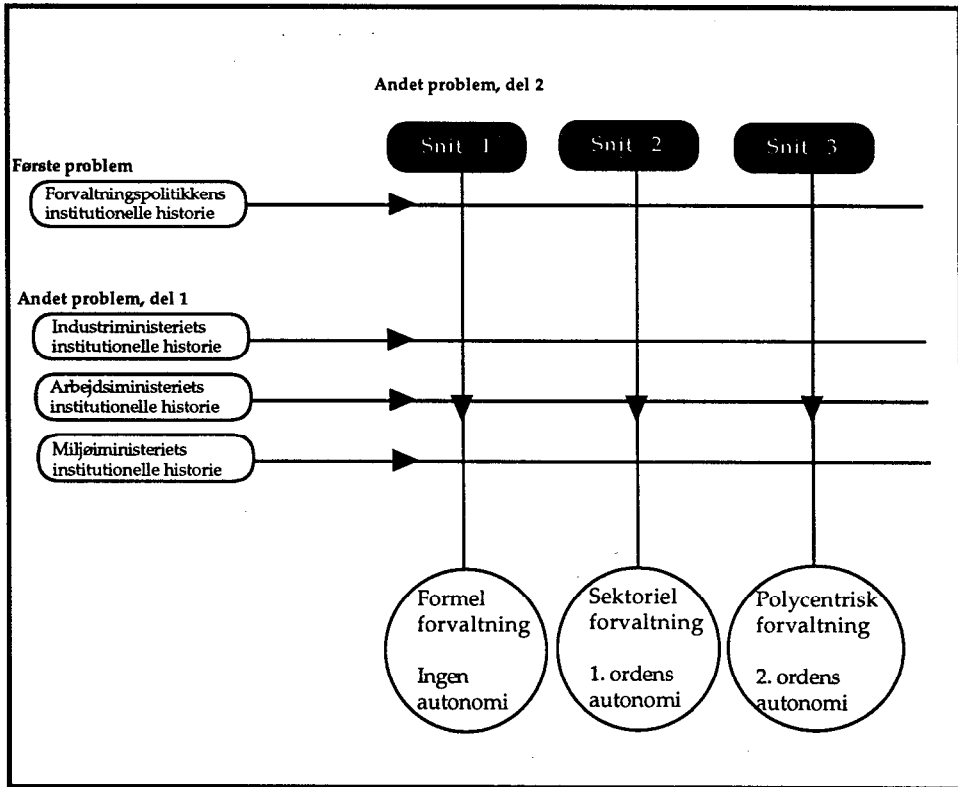 Andet problem, del 2
Snit 1
Snit 2
Snit 3
Første problem
Forvaltningspolitikkens
institutionelle historie
Andet problem, del 1
Industriministeriets
institutionelle historie
Arbejdsiministeriets
institutionelle historie
Miljøiministeriets
institutionelle historie
Formel
forvaltning
Ingen
autonomi
Sektoriel
forvaltning
1. ordens
autonomi
Polycentrisk
forvaltning
2. ordens
autonomi